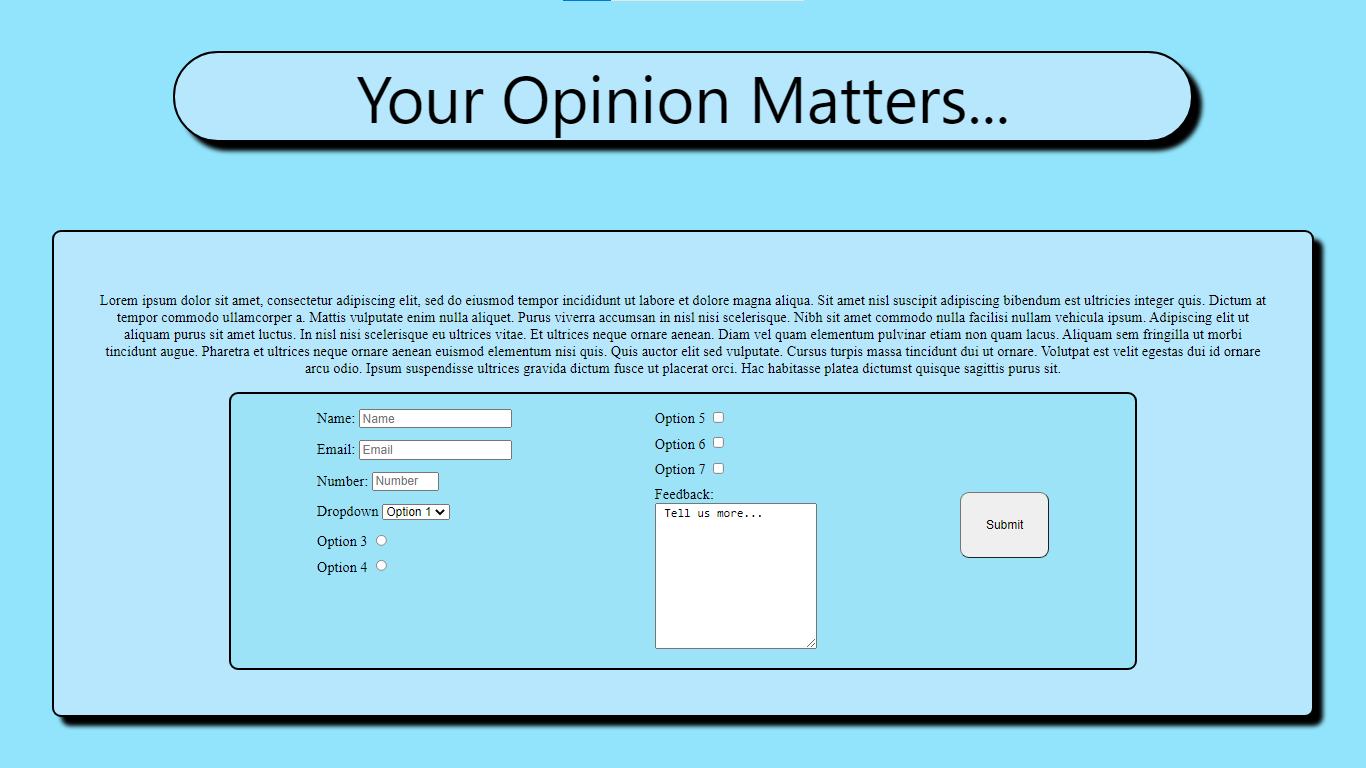 Your Opinion Matters...
Lorem ipsum dolor sit amet, consectetur adipiscing elit, sed do eiusmod tempor incididunt ut labore et dolore magna aliqua. Sit amet nisl suscipit adipiscing bibendum est ultricies integer quis. Dictum at
tempor commodo ullamcorper a. Mattis vulputate enim nulla aliquet. Purus viverra accumsan in nisl nisi scelerisque. Nibh sit amet commodo nulla facilisi nullam vehicula ipsum. Adipiscing elit ut
aliquam purus sit amet luctus. In nisl nisi scelerisque eu ultrices vitae. Et ultrices neque ornare aenean. Diam vel quam elementum pulvinar etiam non quam lacus. Aliquam sem fringilla ut morbi
tincidunt augue. Pharetra et ultrices neque ornare aenean euismod elementum nisi quis. Quis auctor elit sed vulputate. Cursus turpis massa tincidunt dui ut ornare. Volutpat est velit egestas dui id ornare
arcu odio. Ipsum suspendisse ultrices gravida dictum fusce ut placerat orci. Hac habitasse platea dictumst quisque sagittis purus sit.
Name: Name
Email: Email
Number: Number
Dropdown Option 1
Option 3
Option 4
Option 5
Option 6
Option 7
Feedback:
Tell us more...
Submit